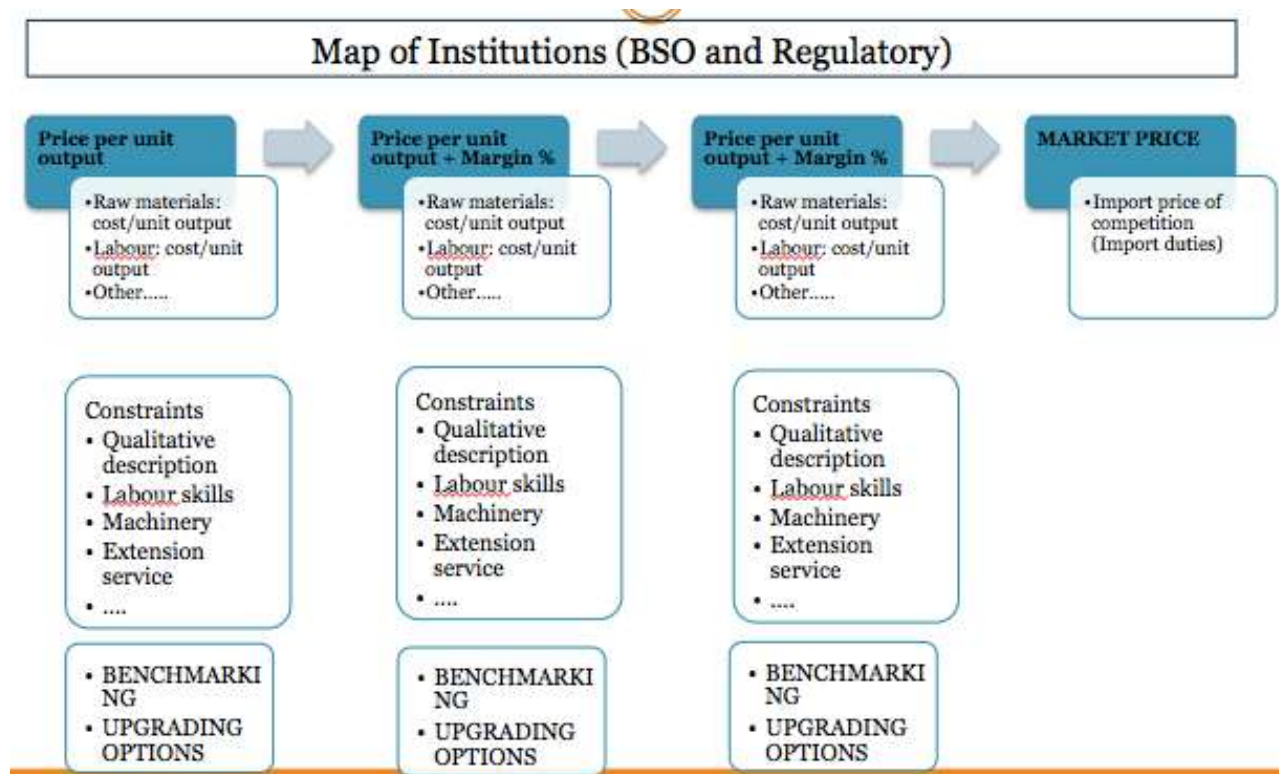 Map of Institutions (BSO and Regulatory)
Price per unit
output
•Raw materials:
cost/unit output
•Labour: cost/unit
output
•Other.....
Price per unit
output + Margin %
•Raw materials:
cost/unit output
•Labour: cost/unit
output
•Other.....
Price per unit
output + Margin %
•Raw materials:
cost/unit output
•Labour: cost/unit
output
•Other.....
MARKET PRICE
•Import price of
competition
(Import duties)
Constraints
• Qualitative
description
• Labour skills
• Machinery
• Extension
service
• ....
Constraints
• Qualitative
description
• Labour skills
• Machinery
• Extension
service
• ....
Constraints
• Qualitative
description
• Labour skills
• Machinery
• Extension
service
• ....
• BENCHMARKI
NG
• UPGRADING
OPTIONS
• BENCHMARKI
NG
• UPGRADING
OPTIONS
• BENCHMARKI
NG
• UPGRADING
OPTIONS